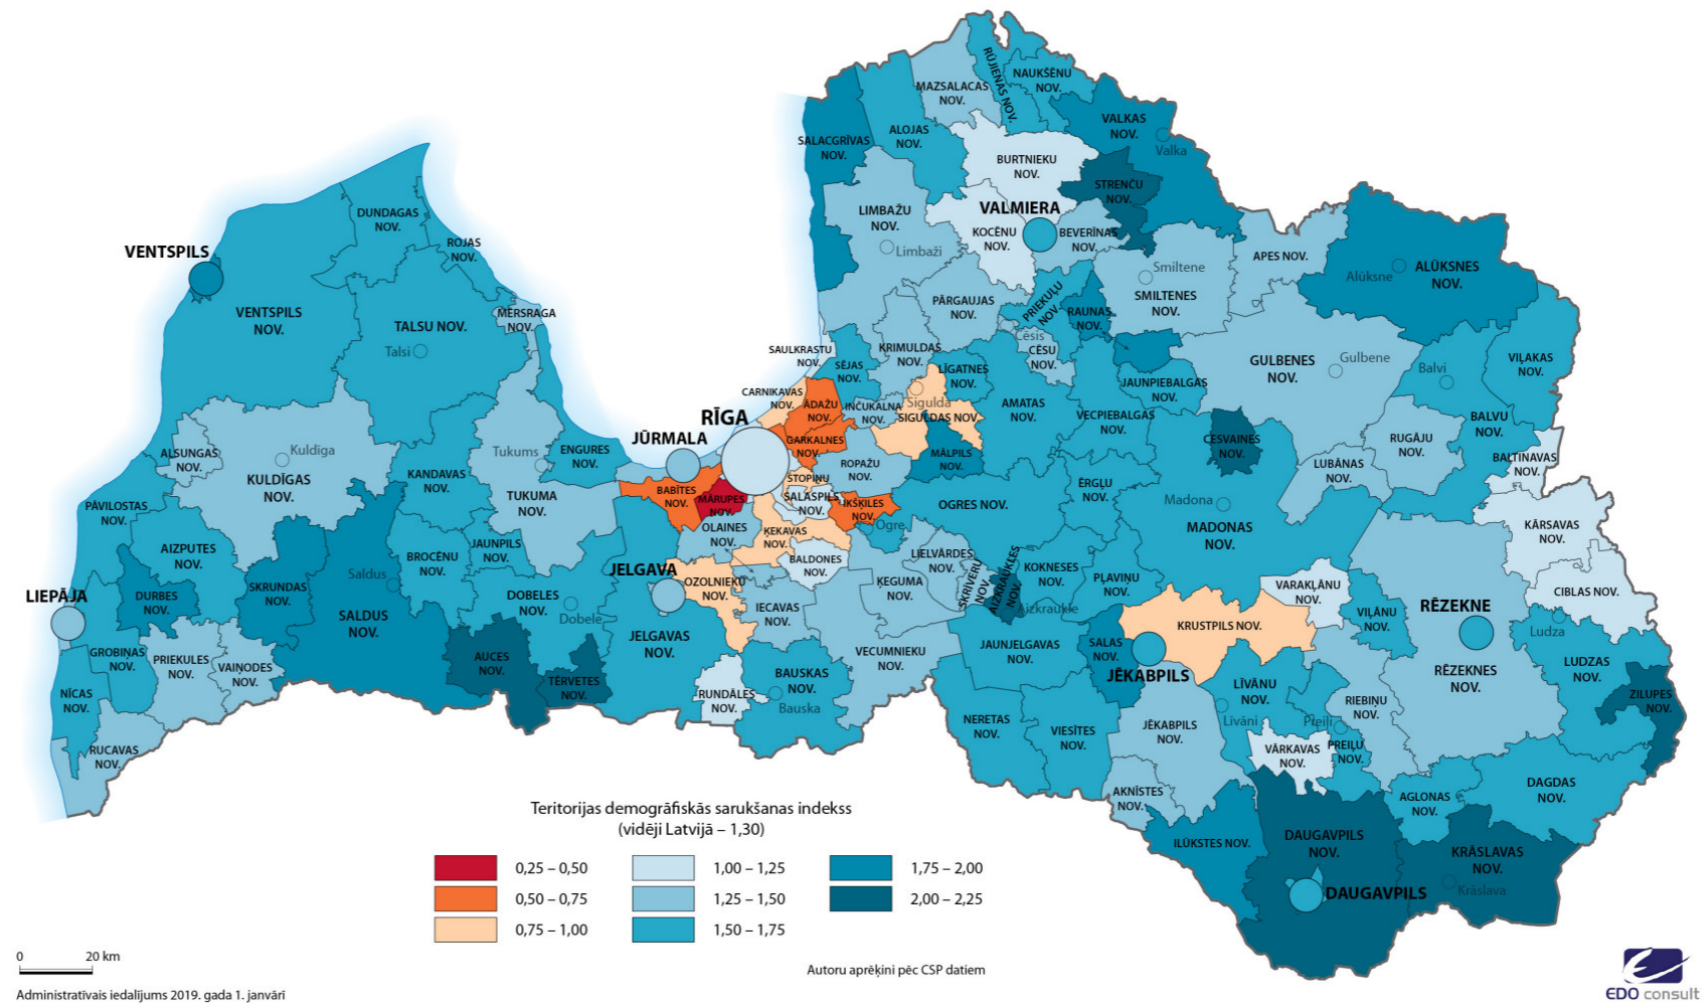 MAZSALACAS
NOV.
RŪJIENAS NOV.
NAUKŠĒNU
NOV.
SALACGRĪVAS
NOV.
ALOJAS
NOV.
VALKAS
NOV.
Valka
BURTNIEKU
NOV.
STRENČU
NOV.
DUNDAGAS
NOV.
ROJAS
NOV.
LIMBAŽU
NOV.
Limbaži
VALMIERA
KOCĒNU
NOV.
BEVERĪNAS
NOV.
VENTSPILS
Smiltene
SMILTENES
NOV.
APES NOV.
Alūksne
ALŪKSNES
NOV.
VENTSPILS
NOV.
TALSU NOV.
Talsi
MĒRSRAGA
NOV.
PĀRGAUJAS
NOV.
PRIEKUĻU
NOV.
RAUNAS
NOV.
Cēsis
CĒSU
NOV.
SAULKRASTU
NOV.
SĒJAS
NOV.
KRIMULDAS
NOV.
LĪGATNES
NOV.
GULBENES
NOV.
Gulbene
Balvi
VIĻAKAS
NOV.
CARNIKAVAS
NOV.
ĀDAŽU
NOV.
INČUKALNA
NOV.
Sigulda
SIGULDAS NOV.
AMATAS
NOV.
JAUNPIEBALGAS
NOV.
VECPIEBALGAS
NOV.
BALVU
NOV.
RĪGA
JŪRMALA
GARKALNES
NOV.
MĀLPILS
NOV.
CESVAINES
NOV.
RUGĀJU
NOV.
BALTINAVAS
NOV.
LUBĀNAS
NOV.
ALSUNGAS
NOV.
Kuldīga
KULDĪGAS
NOV.
Tukums
TUKUMA
NOV.
ENGURES
NOV.
KANDAVAS
NOV.
ROPAŽU
NOV.
STOPIŅU
NOV.
BABĪTES
NOV.
MĀRUPES
NOV.
SALASPILS
NOV.
IKŠĶILES
NOV.
Ogre
OGRES NOV.
ĒRGĻU
NOV.
Madona
MADONAS
NOV.
KĀRSAVAS
NOV.
PĀVILOSTAS
NOV.
AIZPUTES
NOV.
BROCĒNU
NOV.
JAUNPILS
NOV.
OLAINES
NOV.
ĶEKAVAS
NOV.
BALDONES
NOV.
LIELVĀRDES
NOV.
SKRĪVERU
NOV.
AIZKRAUKLES
NOV.
Aizkraukle
KOKNESES
NOV.
PĻAVIŅU
NOV.
VARAKĻĀNU
NOV.
VIĻĀNU
NOV.
RĒZEKNE
RĒZEKNES
NOV.
CIBLAS NOV.
Ludza
LUDZAS
NOV.
ZILUPES
NOV.
LIEPĀJA
DURBES
NOV.
SKRUNDAS
NOV.
Saldus
SALDUS
NOV.
DOBELES
NOV.
Dobele
JELGAVA
OZOLNIEKU
NOV.
IECAVAS
NOV.
ĶEGUMA
NOV.
JELGAVAS
NOV.
KRUSTPILS NOV.
SALAS
NOV.
JĒKABPILS
GROBIŅAS
NOV.
PRIEKULES
NOV.
VAIŅODES
NOV.
AUCES
NOV.
TĒRVETES
NOV.
RUNDĀLES
NOV.
BAUSKAS
NOV.
Bauska
VECUMNIEKU
NOV.
JAUNJELGAVAS
NOV.
LĪVĀNU
NOV.
Līvāni
RIEBIŅU
NOV.
Preiļi
PREIĻU
NOV.
NĪCAS
NOV.
RUCAVAS
NOV.
NERETAS
NOV.
VIESĪTES
NOV.
JĒKABPILS
NOV.
VĀRKAVAS
NOV.
AKNĪSTES
NOV.
AGLONAS
NOV.
DAGDAS
NOV.
ILŪKSTES NOV.
DAUGAVPILS
NOV.
DAUGAVPILS
KRĀSLAVAS
NOV.
Krāslava
Teritorijas demogrāfiskās sarukšanas indekss
(vidēji Latvijā – 1,30)
0,25 – 0,50
1,00 – 1,25
1,75 – 2,00
0,50 – 0,75
1,25 – 1,50
2,00 – 2,25
0,75 – 1,00
1,50 – 1,75
0 20 km
Autoru aprēķini pēc CSP datiem
Administratīvais iedalījums 2019. gada 1. janvārī
EDO consult